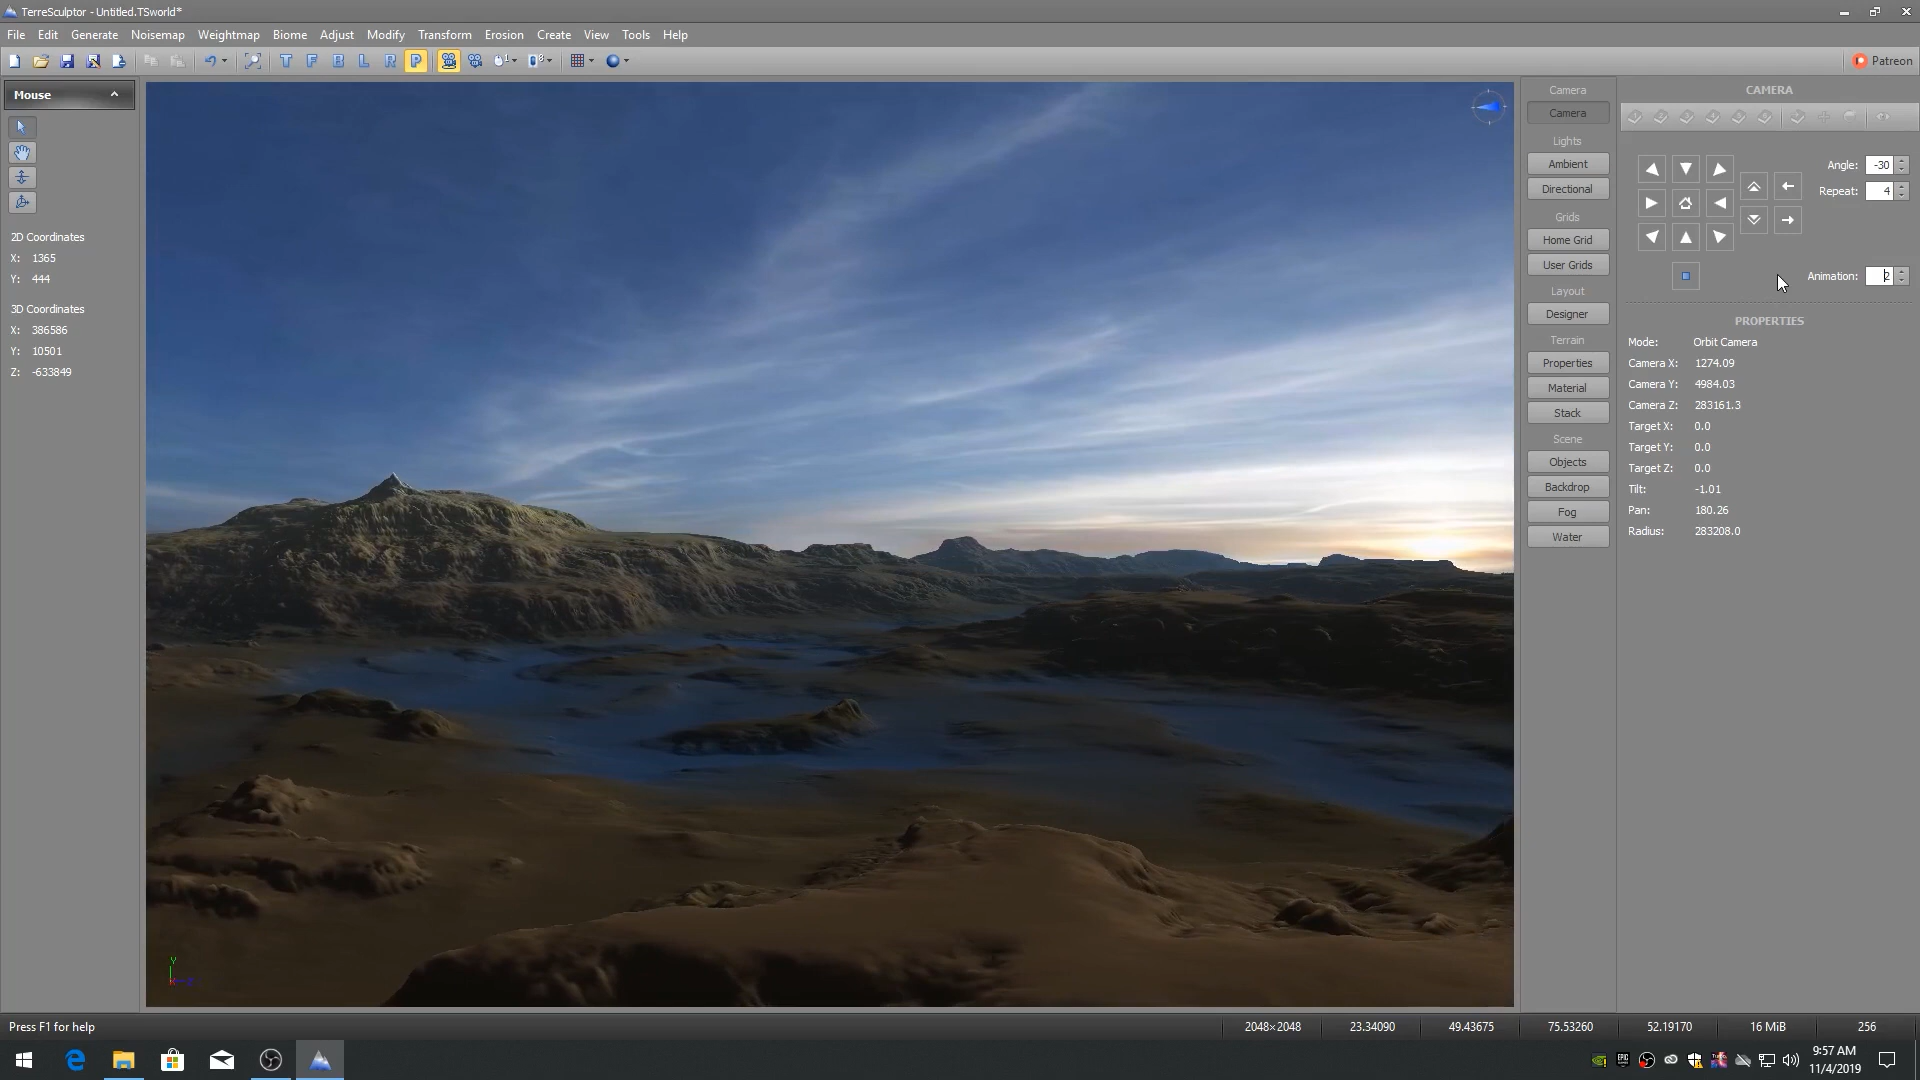 TerreSculptor - Untitled.TSworld*
File Edit Generate Noisemap Weightmap Biome Adjust Modify Transform Erosion Create View Tools Help
T F B L R P
Patreon
Mouse
2D Coordinates
X: 1365
Y: 444
3D Coordinates
X: 386586
Y: 10501
Z: -633849
Y
Camera
Camera
Lights
Ambient
Directional
Grids
Home Grid
User Grids
Layout
Designer
Terrain
Properties
Material
Stack
Scene
Objects
Backdrop
Fog
Water
CAMERA
Angle: -30
Repeat: 4
Animation: 2
PROPERTIES
Mode: Orbit Camera
Camera X: 1274.09
Camera Y: 4984.03
Camera Z: 283161.3
Target X: 0.0
Target Y: 0.0
Target Z: 0.0
Tilt: -1.01
Pan: 180.26
Radius: 283208.0
Press F1 for help
2048×2048 23.34090 49.43675 75.53260 52.19170 16 MiB 256
9:57 AM
11/4/2019